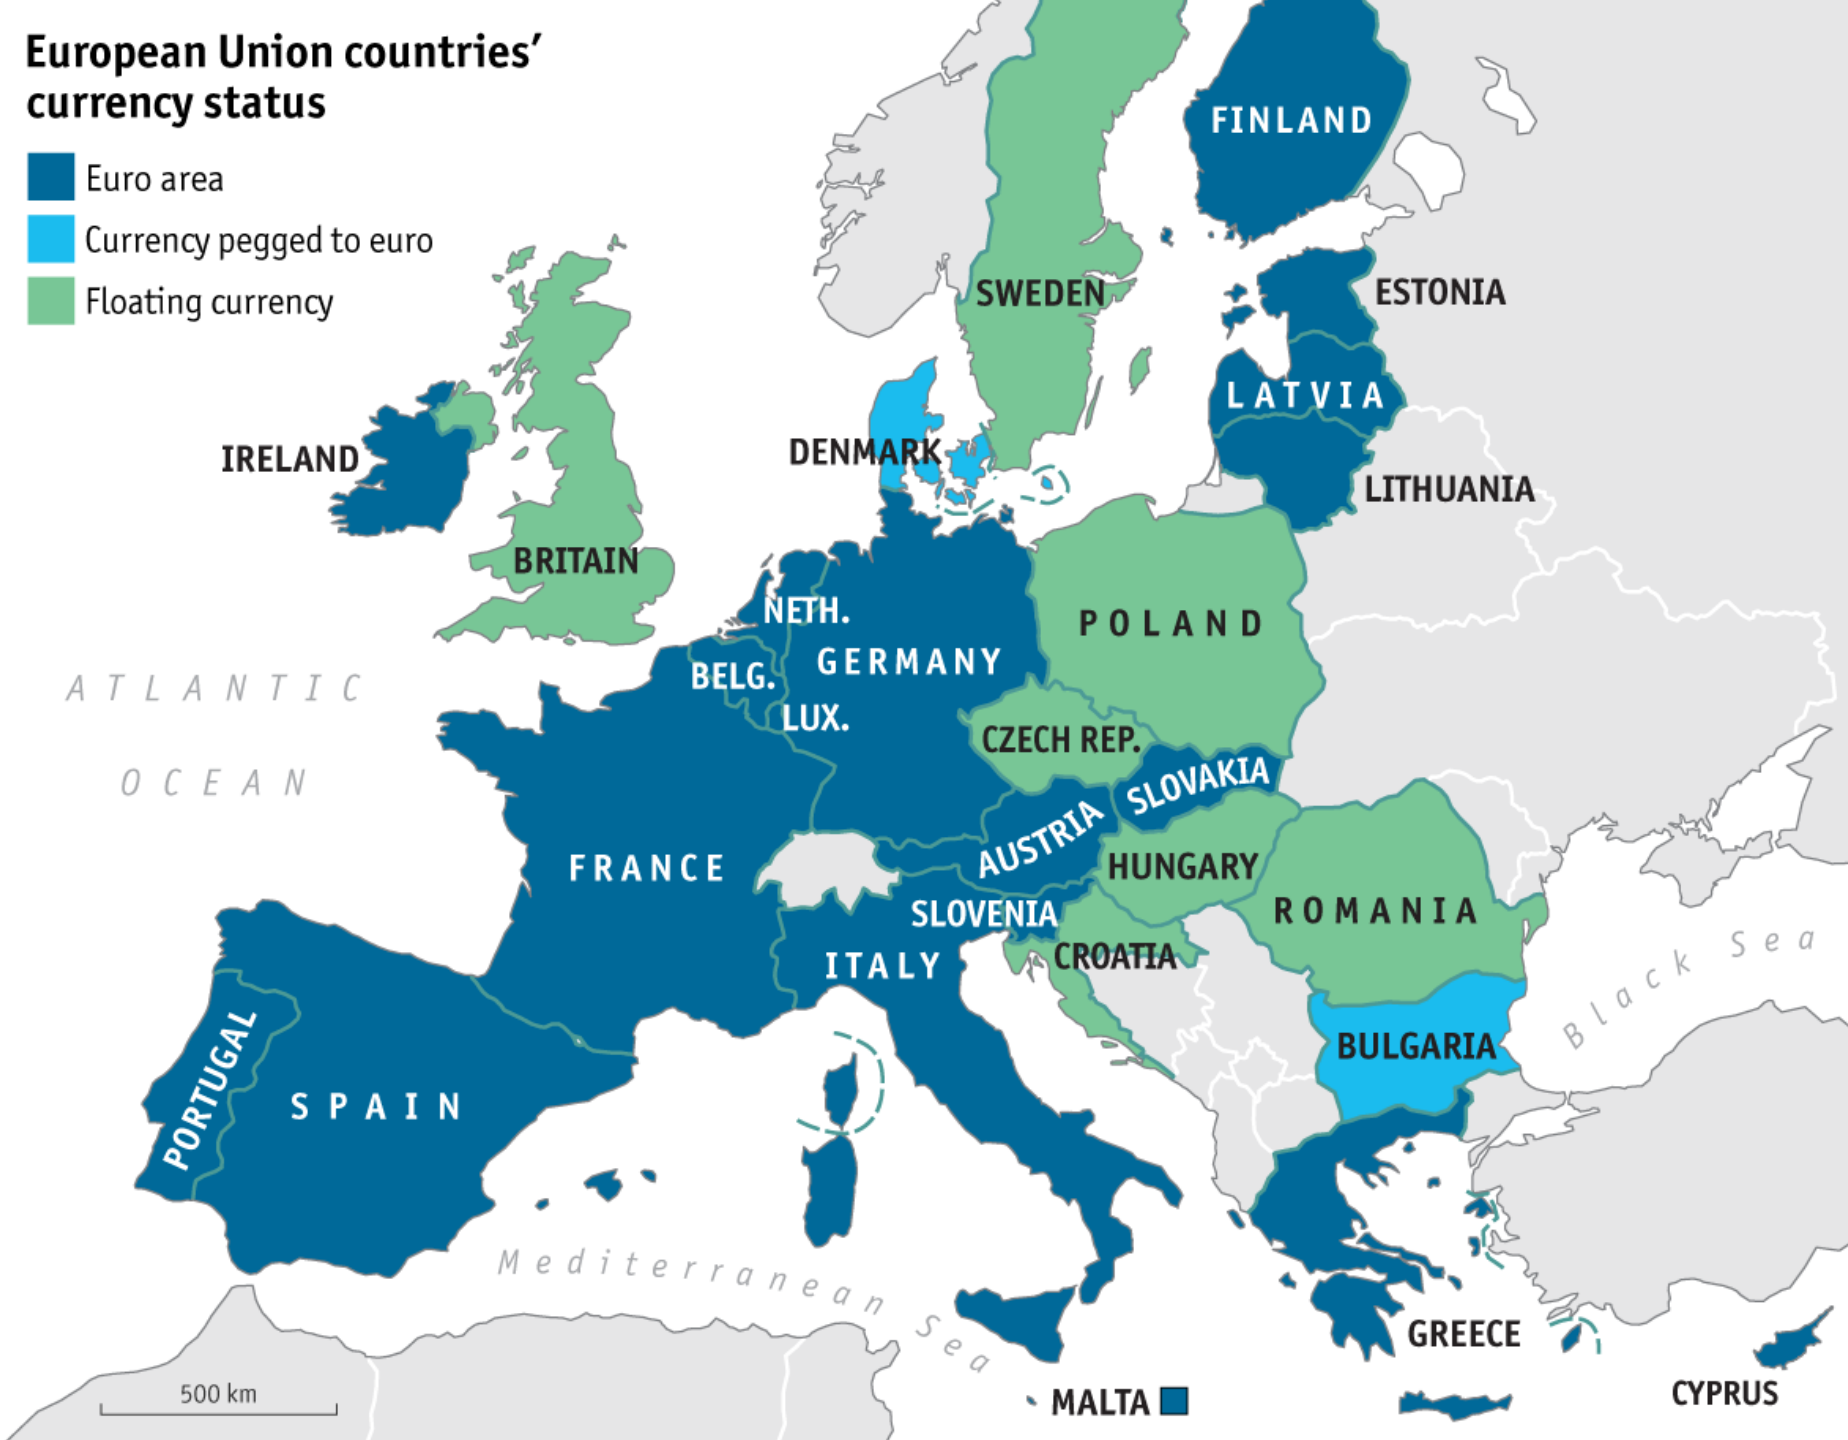 European Union countries’
currency status
Euro area
Currency pegged to euro
Floating currency
FINLAND
SWEDEN
ESTONIA
LATVIA
DENMARK
IRELAND
LITHUANIA
BRITAIN
NETH.
POLAND
GERMANY
BELG.
ATLANTIC
OCEAN
LUX.
CZECH REP.
SLOVAKIA
AUSTRIA
FRANCE
HUNGARY
SLOVENIA
ROMANIA
CROATIA
ITALY
Black Sea
BULGARIA
PORTUGAL
SPAIN
Mediterranean Sea
GREECE
500 km
MALTA
CYPRUS